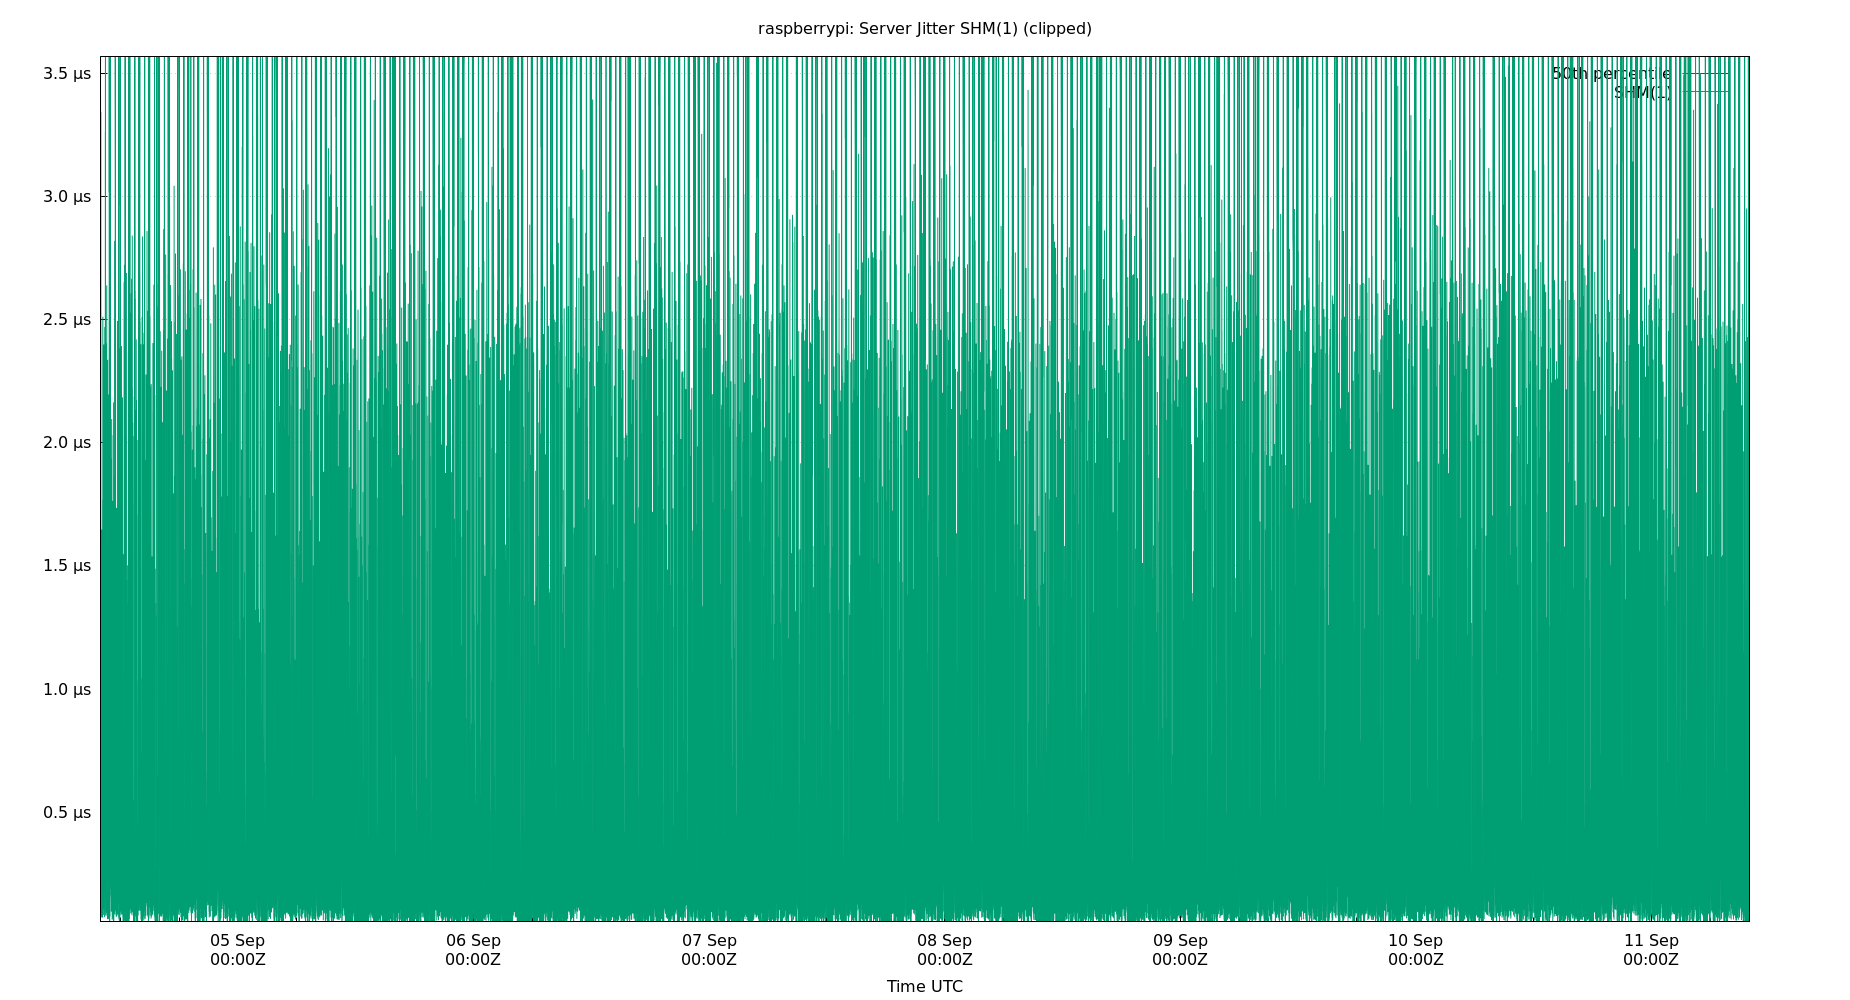 raspberrypi: Server Jitter SHM(1) (clipped)
3.5 µs
50th percentile
SHM(1)
3.0 µs
2.5 µs
2.0 µs
1.5 µs
1.0 µs
0.5 µs
05 Sep 06 Sep 07 Sep 08 Sep 09 Sep 10 Sep 11 Sep
00:00Z 00:00Z 00:00Z 00:00Z 00:00Z 00:00Z 00:00Z
Time UTC